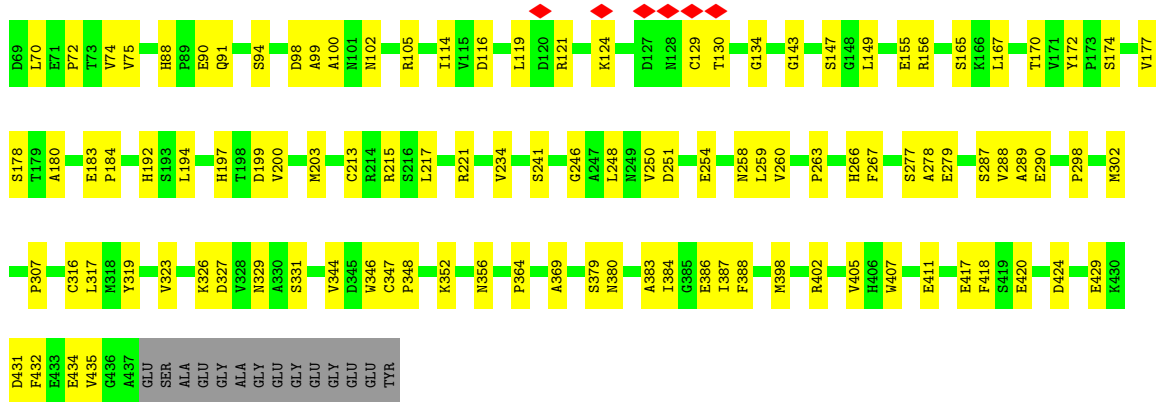 D69 L70 E71 P72 T73 V74 V75 H88 P89 E90 Q91 S94 D98 A99 A100 N101 N102 R105 I114 V115 D116 L119 D120 R121 K124 D127 N128 C129 T130 G134 G143 S147 G148 L149 E155 R156 S165 K166 L167 T170 V171 Y172 P173 S174 V177
S178 T179 A180 E183 P184 H192 S193 L194 H197 T198 D199 V200 M203 C213 R214 R215 S216 L217 R221 V234 S241 G246 A247 L248 N249 V250 D251 E254 N258 L259 V260 P263 H266 F267 S277 A278 E279 S287 V288 A289 E290 P298 M302
P307 C316 L317 M318 Y319 V323 K326 D327 V328 N329 A330 S331 V344 D345 W346 C347 P348 K352 N356 P364 A369 S379 N380 A383 I384 G385 E386 I387 F388 M398 R402 V405 H406 W407 E411 E417 F418 S419 E420 D424 E429 K430
D431 F432 E433 E434 V435 G436 A437 GLU SER ALA GLU GLY ALA GLY GLU GLY GLU GLY GLU GLU TYR